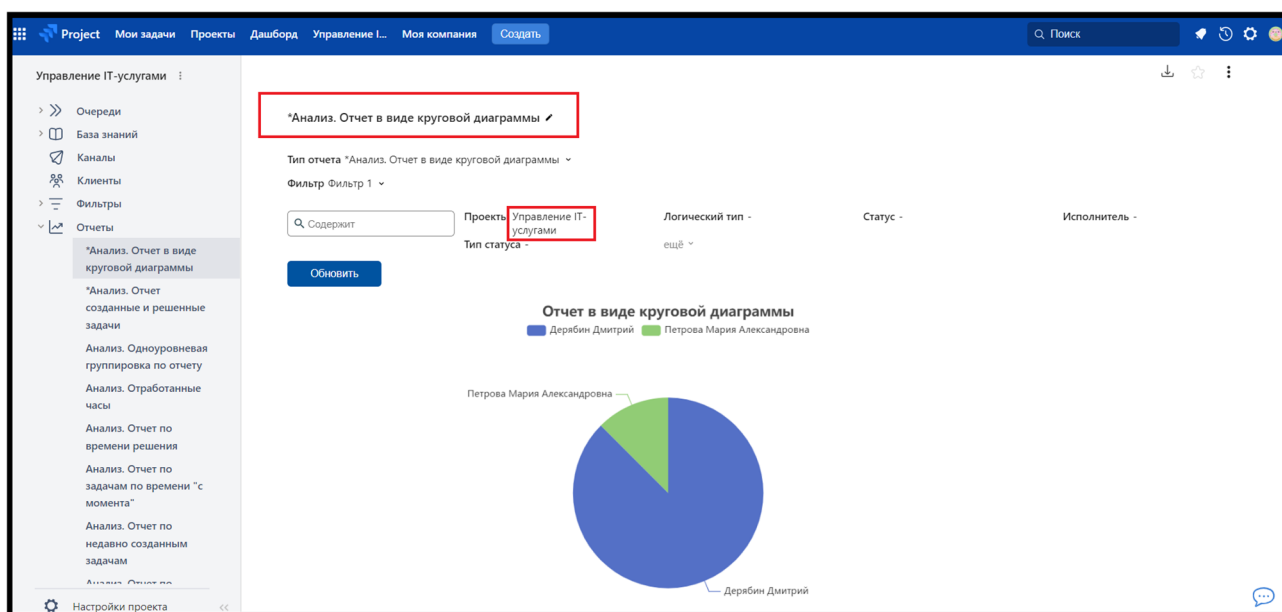 Project Мои задачи Проекты Дашборд Управление I... Моя компания Создать Поиск
Управление IT-услугами
Очереди
База знаний
Каналы
Клиенты
Фильтры
Отчеты
*Анализ. Отчет в виде
круговой диаграммы
*Анализ. Отчет
созданные и решенные
задачи
Анализ. Одноуровневая
группировка по отчету
Анализ. Отработанные
часы
Анализ. Отчет по
времени решения
Анализ. Отчет по
задачам по времени "с
момента"
Анализ. Отчет по
недавно созданным
задачам
Анализ. Отчет по
Настройки проекта
*Анализ. Отчет в виде круговой диаграммы
Тип отчета *Анализ. Отчет в виде круговой диаграммы
Фильтр Фильтр 1
Содержит
Проекты Управление IT-
услугами
Логический тип -
Статус -
Исполнитель -
Тип статуса -
ещё
Обновить
Отчет в виде круговой диаграммы
Дерябин Дмитрий Петрова Мария Александровна
Петрова Мария Александровна
Дерябин Дмитрий